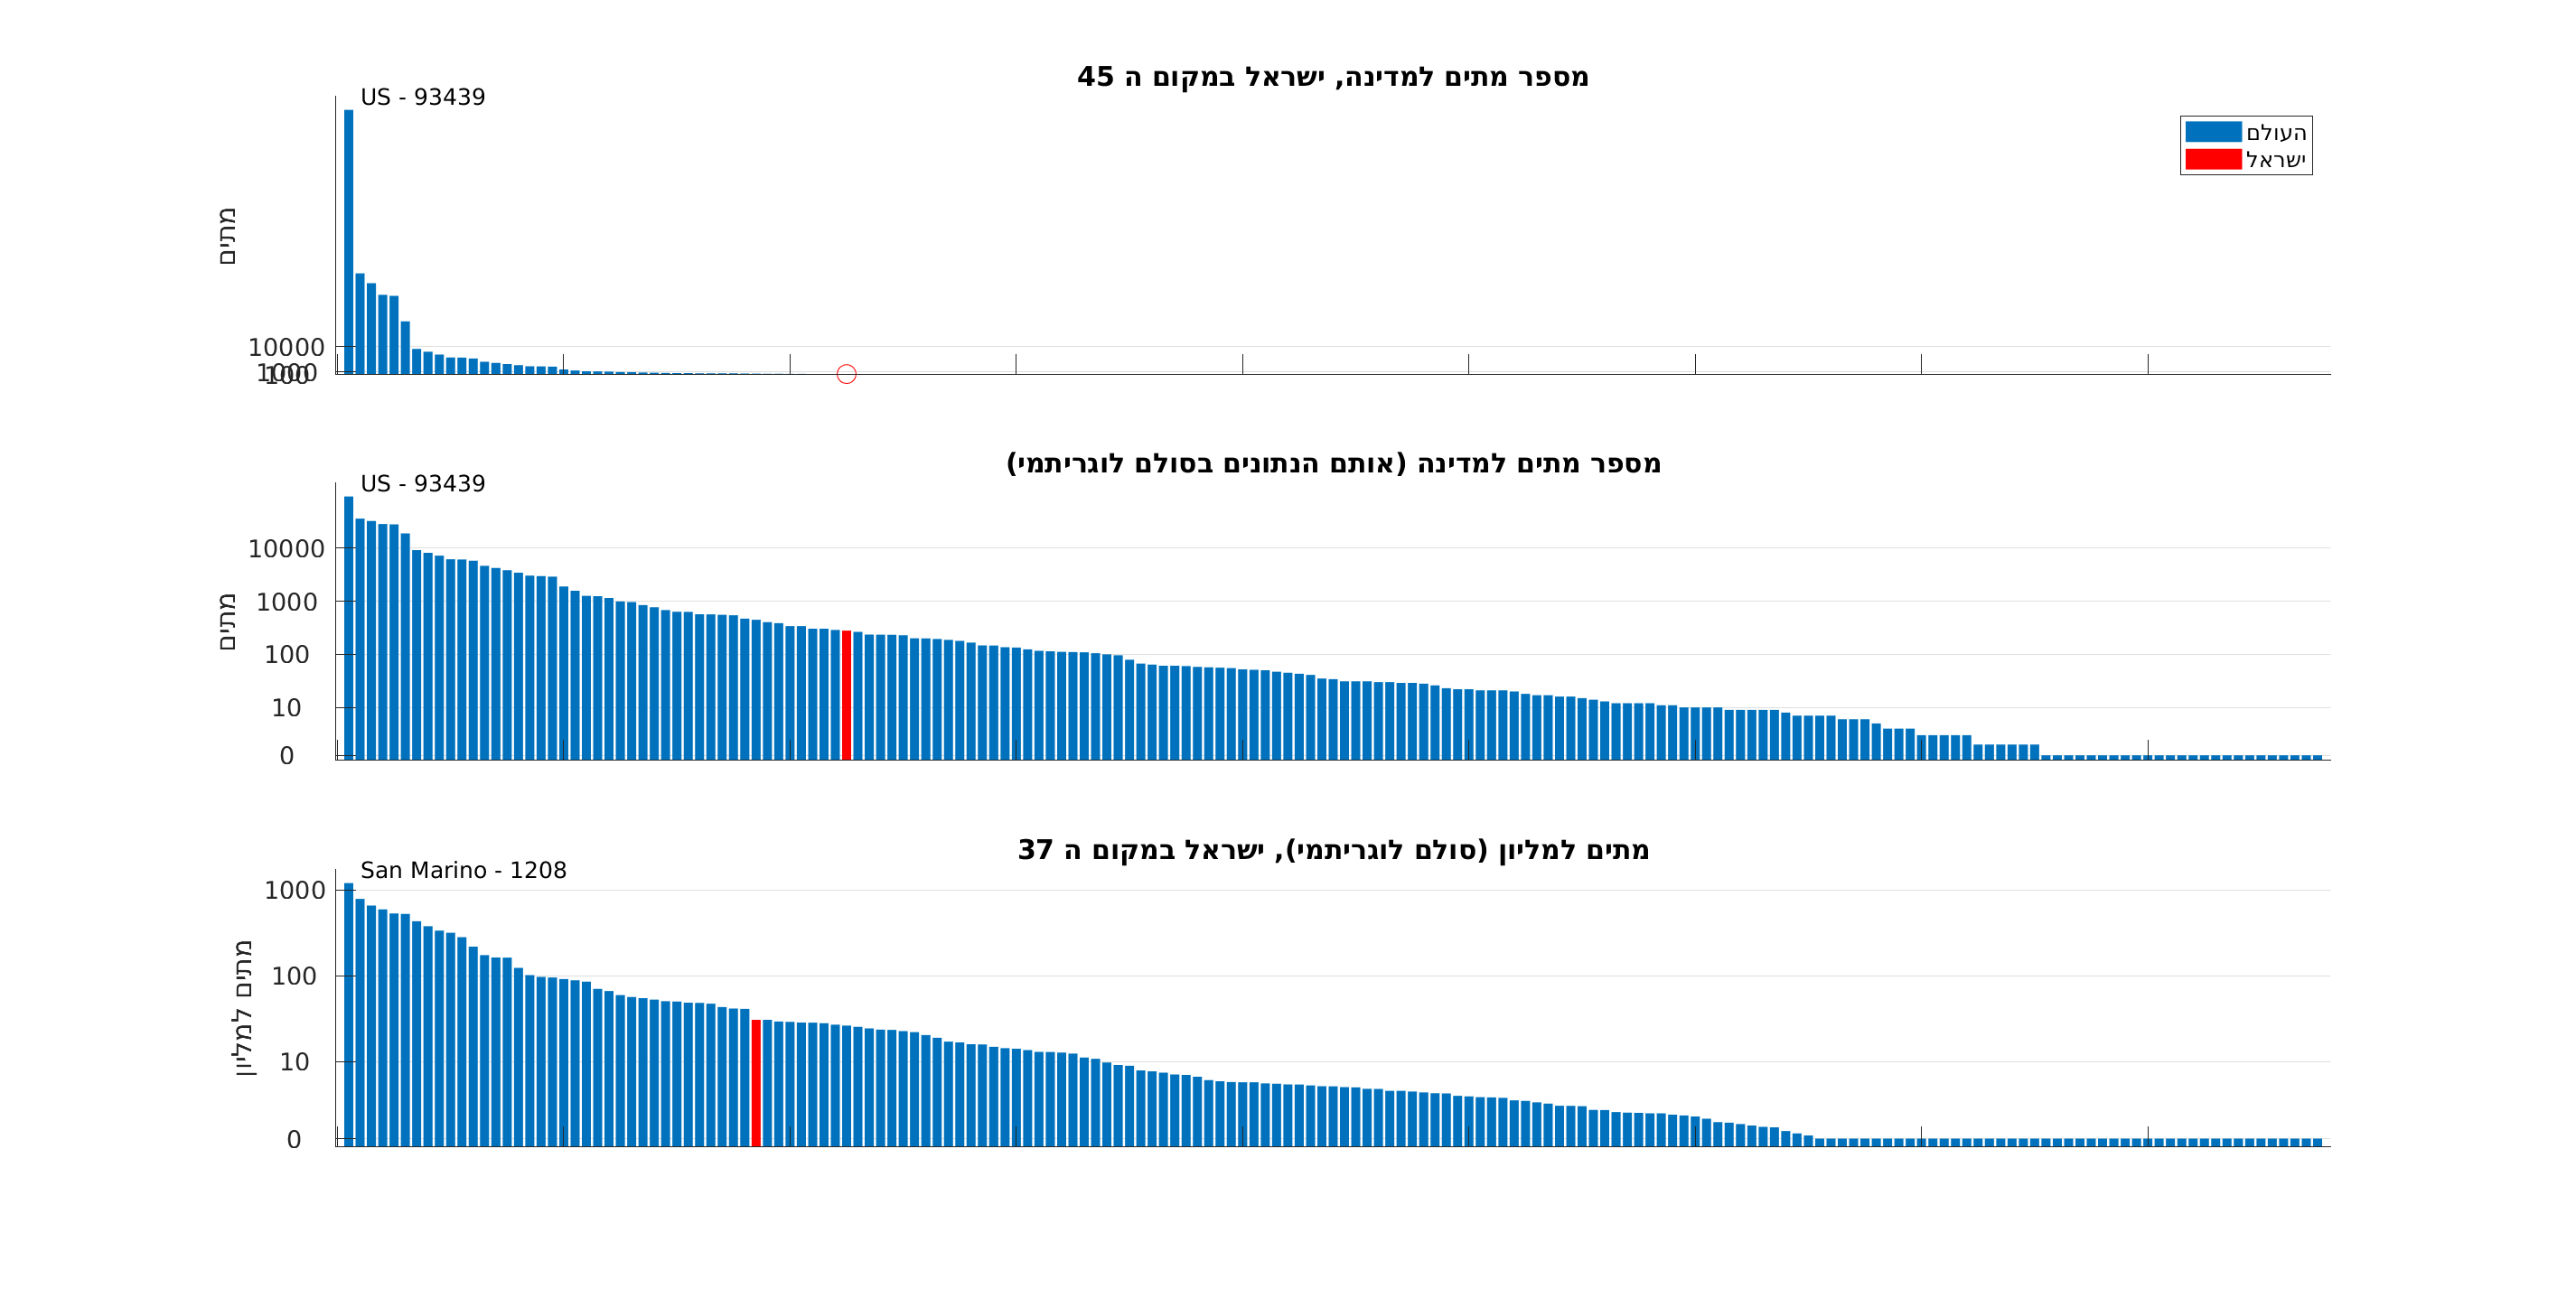 מספר מתים למדינה, ישראל במקום ה 45
US - 93439
העולם
ישראל
מתים
10000
1000
100
מספר מתים למדינה (אותם הנתונים בסולם לוגריתמי)
US - 93439
מתים
10000
1000
100
10
0
מתים למליון (סולם לוגריתמי), ישראל במקום ה 37
San Marino - 1208
מתים למליון
1000
100
10
0